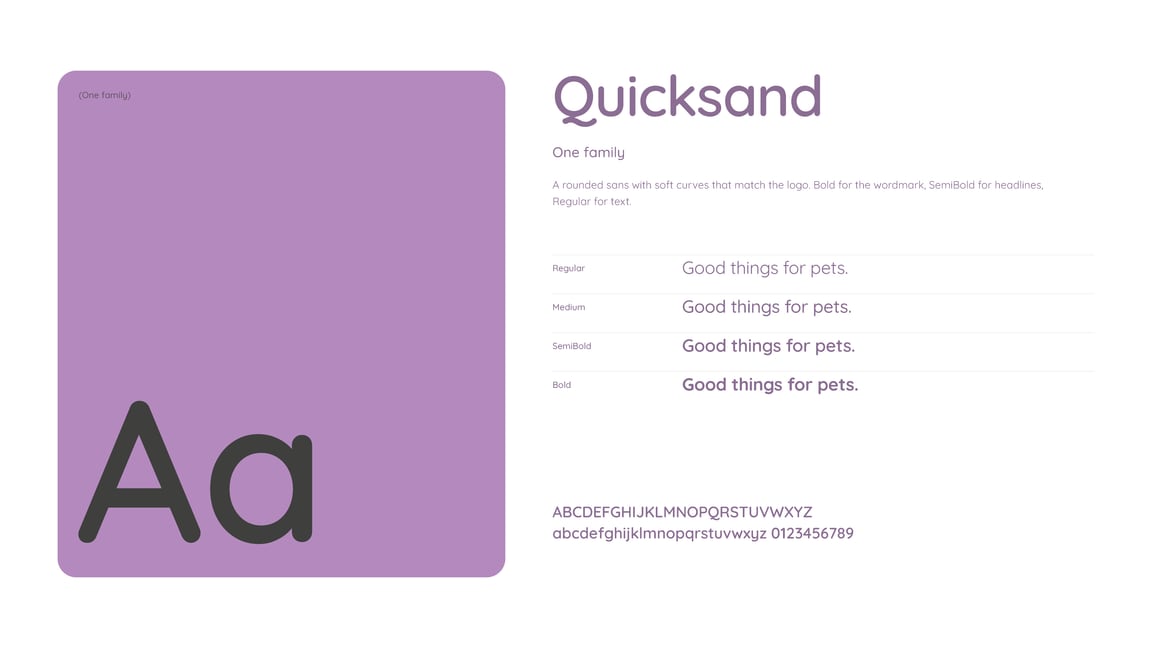 (One family)
Aa
Quicksand
One family
A rounded sans with soft curves that match the logo. Bold for the wordmark, SemiBold for headlines,
Regular for text.
Regular Good things for pets.
Medium Good things for pets.
SemiBold Good things for pets.
Bold Good things for pets.
ABCDEFGHIJKLMNOPQRSTUVWXYZ
abcdefghijklmnopqrstuvwxyz 0123456789